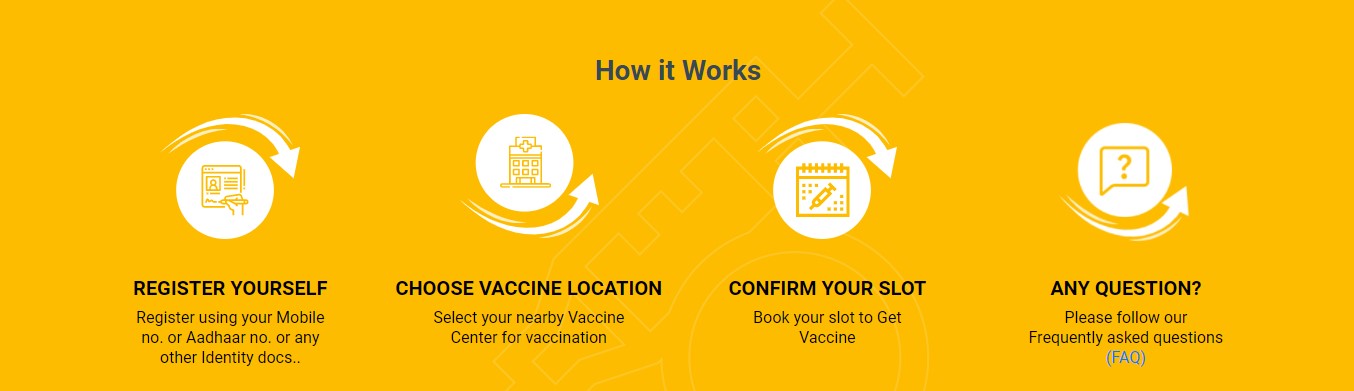 How it Works
REGISTER YOURSELF
Register using your Mobile
no. or Aadhaar no. or any
other Identity docs..
CHOOSE VACCINE LOCATION
Select your nearby Vaccine
Center for vaccination
CONFIRM YOUR SLOT
Book your slot to Get
Vaccine
ANY QUESTION?
Please follow our
Frequently asked questions
(FAQ)